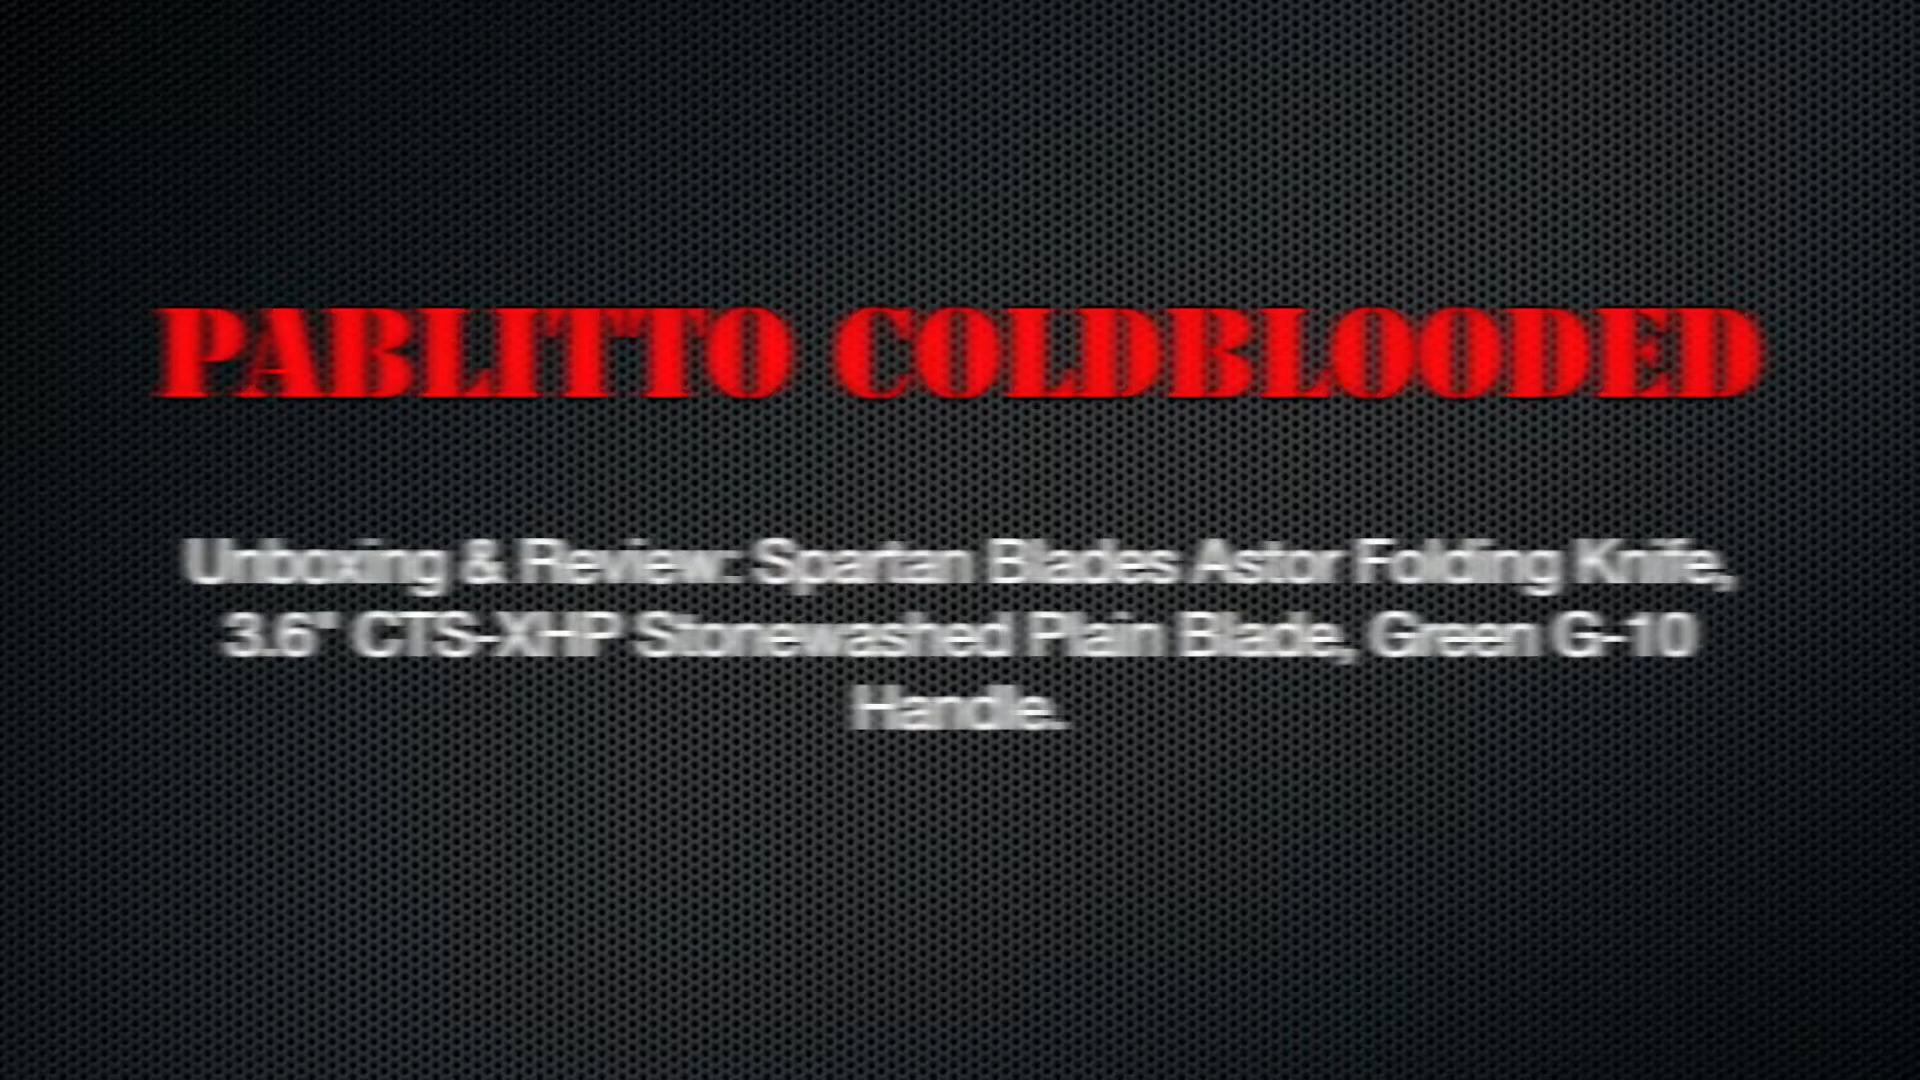 PABLITTO COLDBLOODED
Unboxing & Review: Spartan Blades Astor Folding Knife,
3.6" CTS-XHP Stonewashed Plain Blade, Green G-10
Handle.